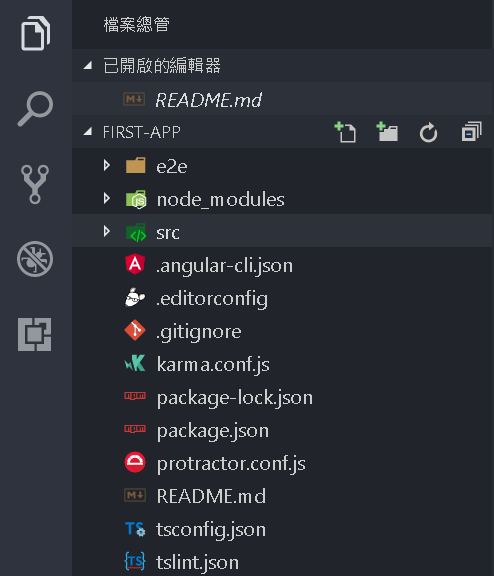 檔案總管
已開啟的編輯器
README.md
FIRST-APP
e2e
node_modules
src
.angular-cli.json
.editorconfig
.gitignore
karma.conf.js
package-lock.json
package.json
protractor.conf.js
README.md
tsconfig.json
tslint.json